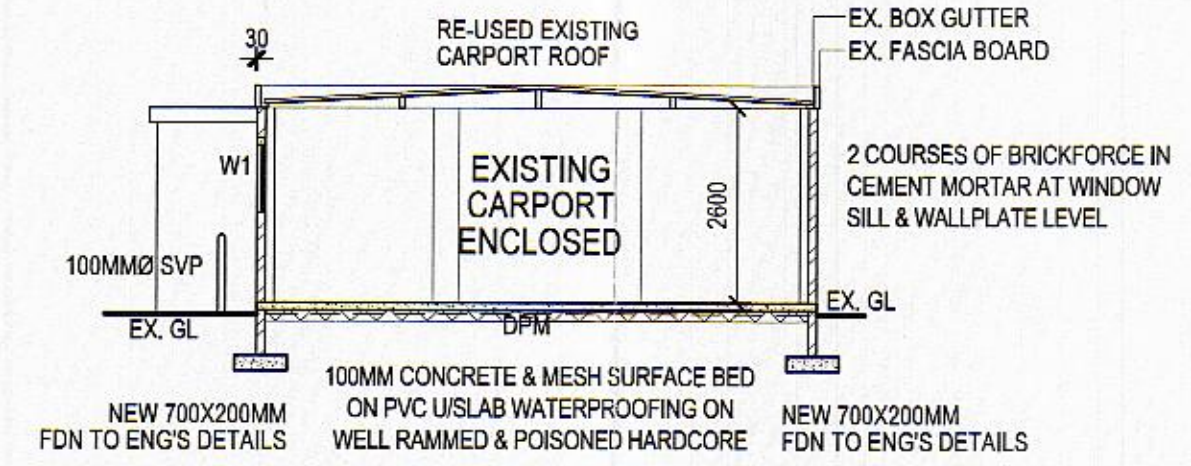 30
RE-USED EXISTING
CARPORT ROOF
EX. BOX GUTTER
EX. FASCIA BOARD
W1
EXISTING
CARPORT
ENCLOSED
2600
2 COURSES OF BRICKFORCE IN
CEMENT MORTAR AT WINDOW
SILL & WALLPLATE LEVEL
100MMØ SVP
EX. GL
DPM
EX. GL
100MM CONCRETE & MESH SURFACE BED
ON PVC U/SLAB WATERPROOFING ON
WELL RAMMED & POISONED HARDCORE
NEW 700X200MM
FDN TO ENG'S DETAILS
NEW 700X200MM
FDN TO ENG'S DETAILS